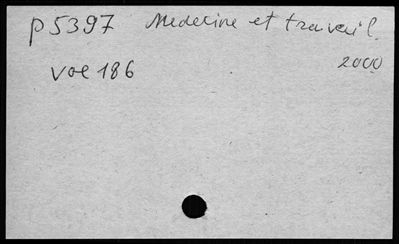 p5397 Medecine et travail.
2000
vol 186